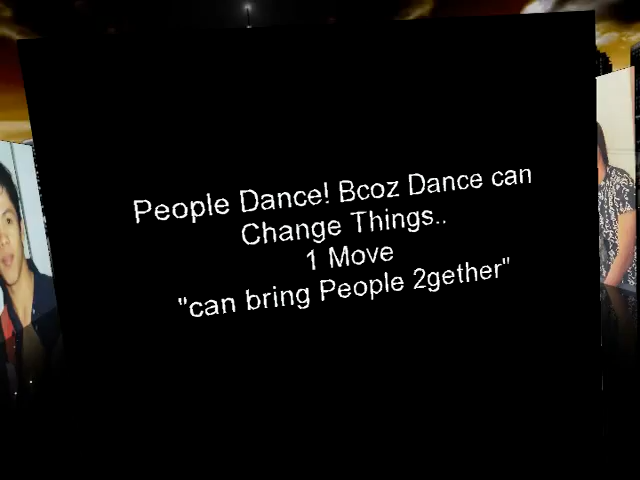 People Dance! Bcoz Dance can
Change Things..
1 Move
"can bring People 2gether"